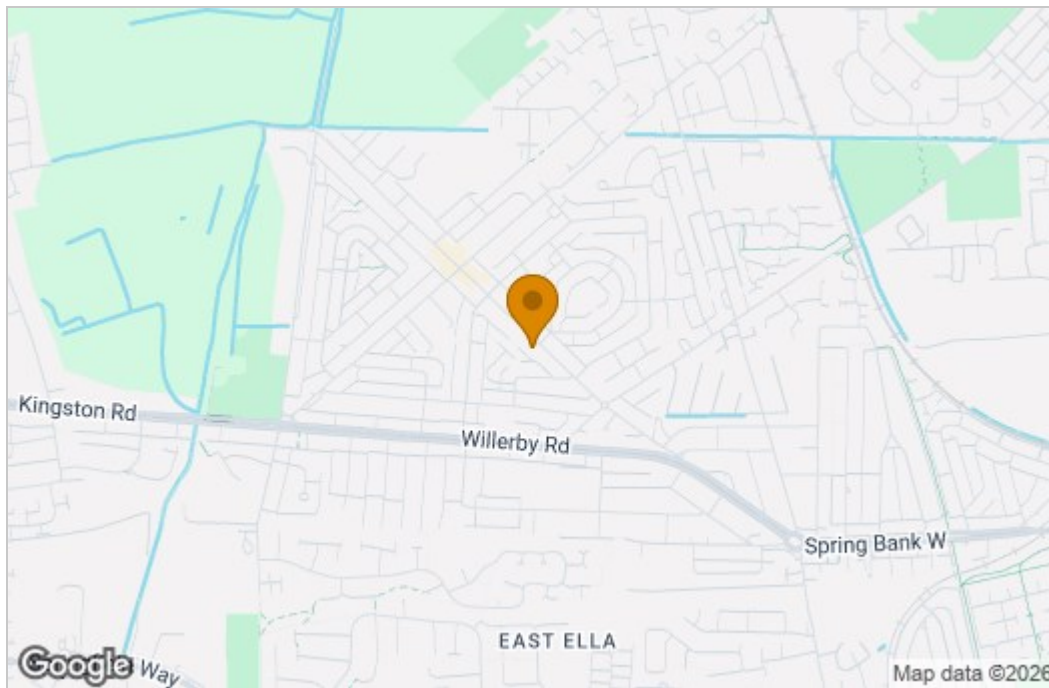 Kingston Rd
Willerby Rd
Spring Bank W
EAST ELLA
Google
Way
Map data ©2026